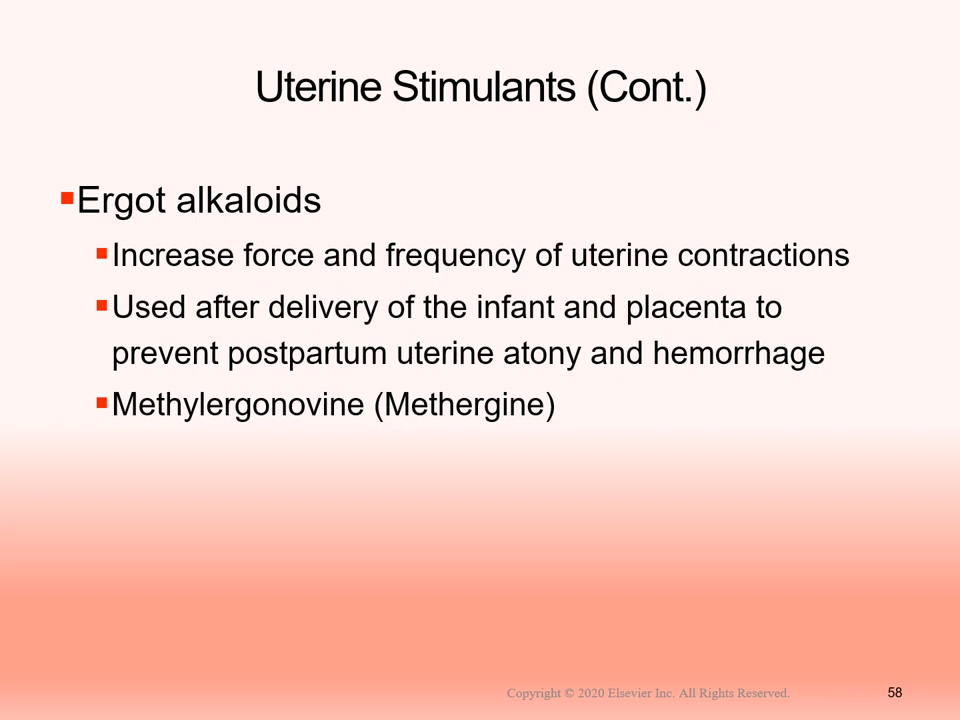 Uterine Stimulants (Cont.)
Ergot alkaloids
Increase force and frequency of uterine contractions
Used after delivery of the infant and placenta to
prevent postpartum uterine atony and hemorrhage
Methylergonovine (Methergine)
Copyright © 2020 Elsevier Inc. All Rights Reserved.
58